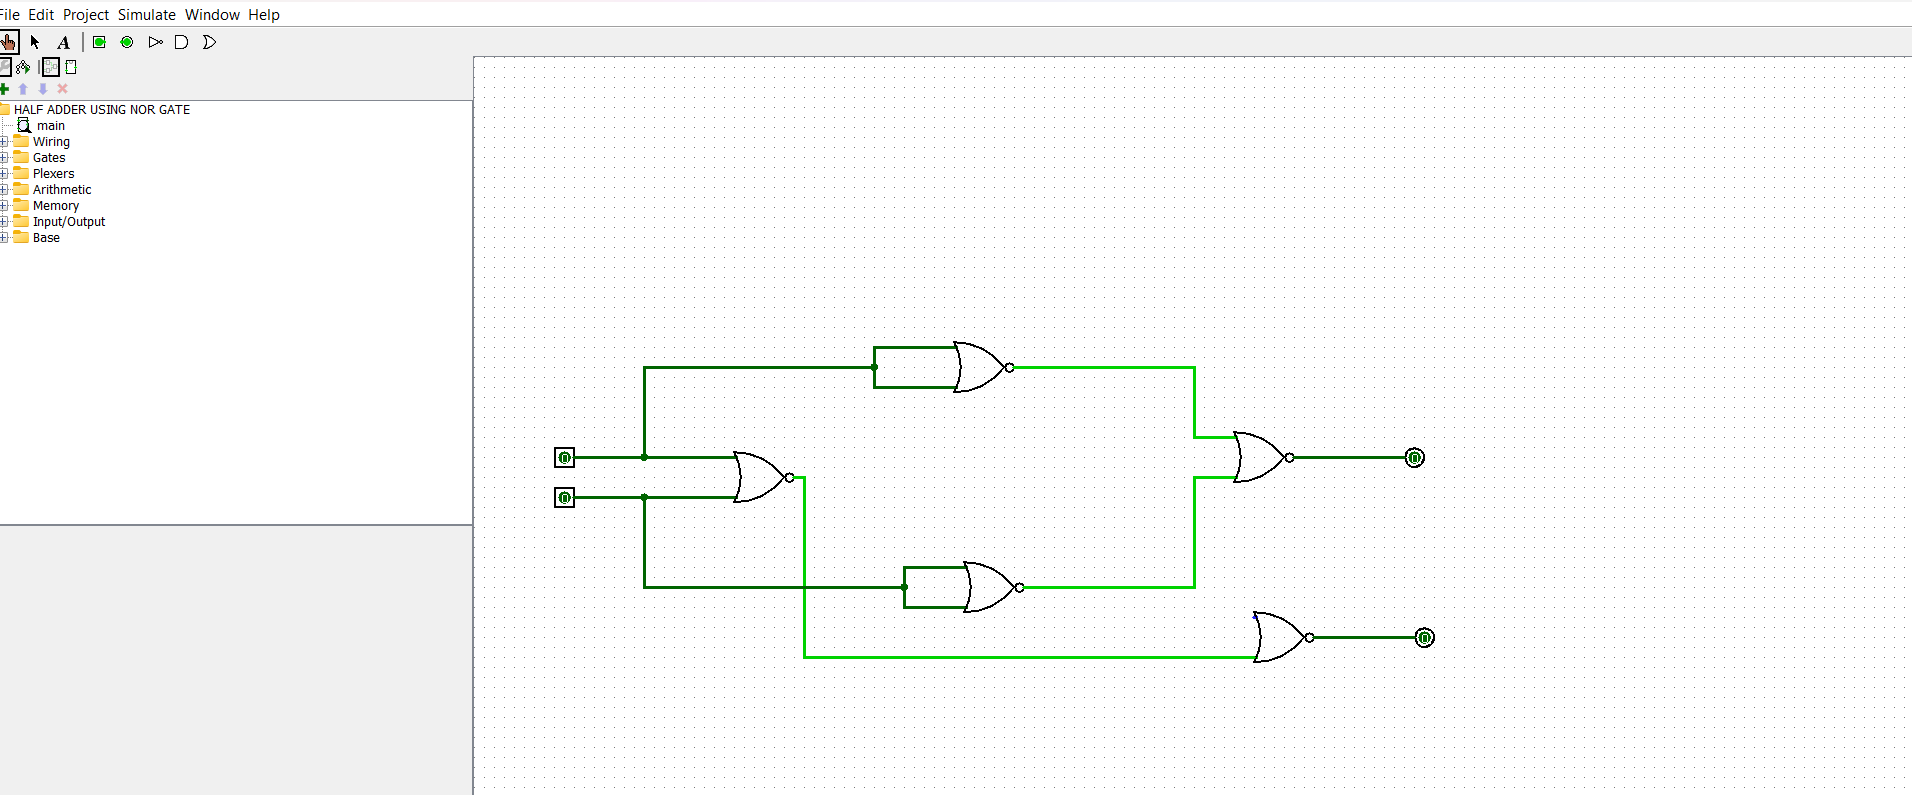 File Edit Project Simulate Window Help
A
HALF ADDER USING NOR GATE
main
Wiring
Gates
Plexers
Arithmetic
Memory
Input/Output
Base
0
0
0
0